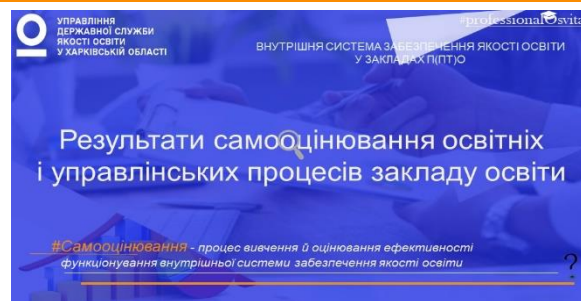 УПРАВЛІННЯ
ДЕРЖАВНОЇ СЛУЖБИ
ЯКОСТІ ОСВІТИ
У ХАРКІВСЬКІЙ ОБЛАСТІ
#professionalOsvita
ВНУТРІШНЯ СИСТЕМА ЗАБЕЗПЕЧЕННЯ ЯКОСТІ ОСВІТИ
У ЗАКЛАДАХ П(ПТ)О
Результати самооцінювання освітніх
і управлінських процесів закладу освіти
#Самооцінювання - процес вивчення й оцінювання ефективності
функціонування внутрішньої системи забезпечення якості освіти
?